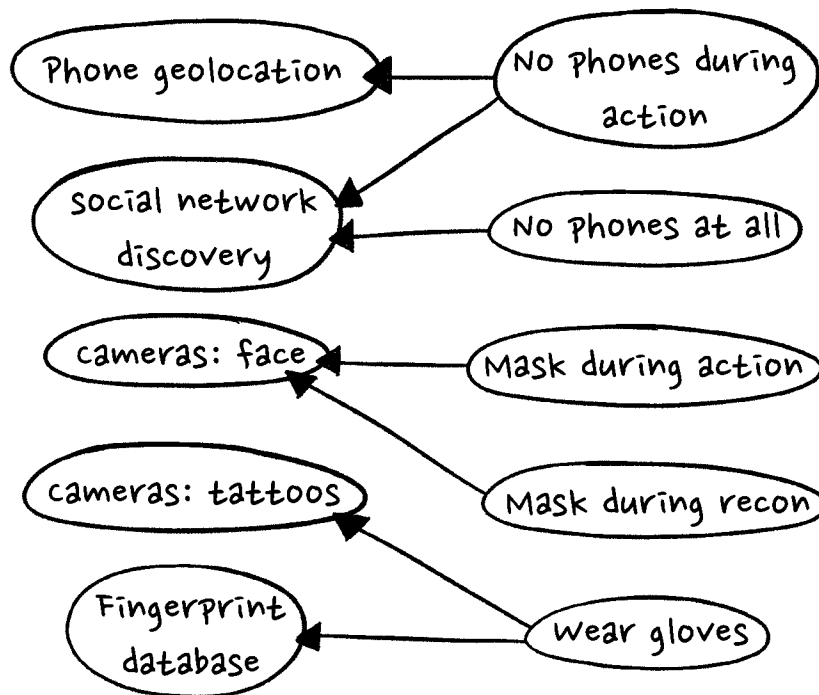 Phone geolocation
No phones during
action
social network
discovery
No phones at all
cameras: face
Mask during action
cameras: tattoos
Mask during recon
Fingerprint
database
wear gloves